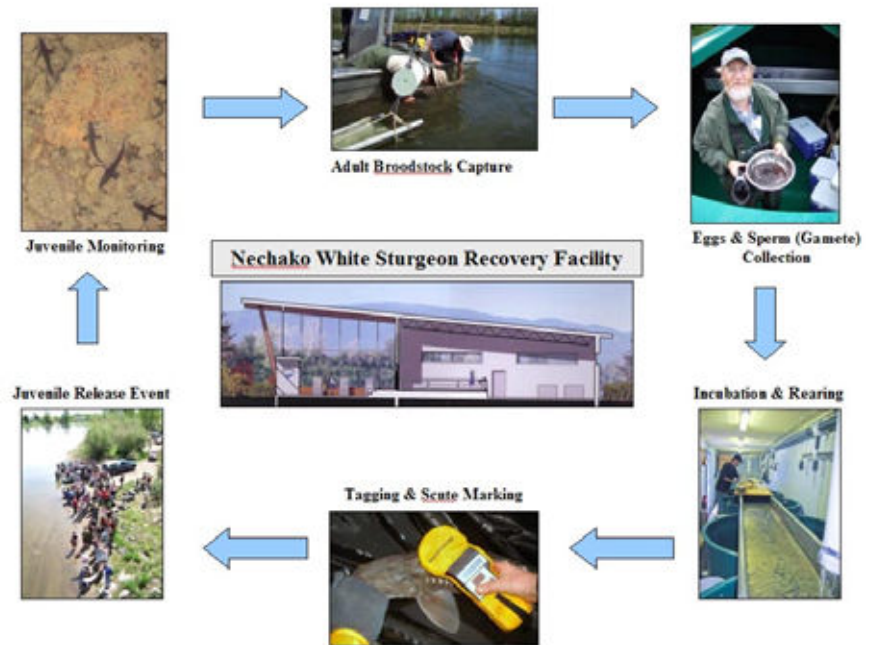 Adult Broodstock Capture
Juvenile Monitoring
Eggs & Sperm (Gamete)
Collection
Nechako White Sturgeon Recovery Facility
Juvenile Release Event
Incubation & Rearing
Tagging & Scute Marking